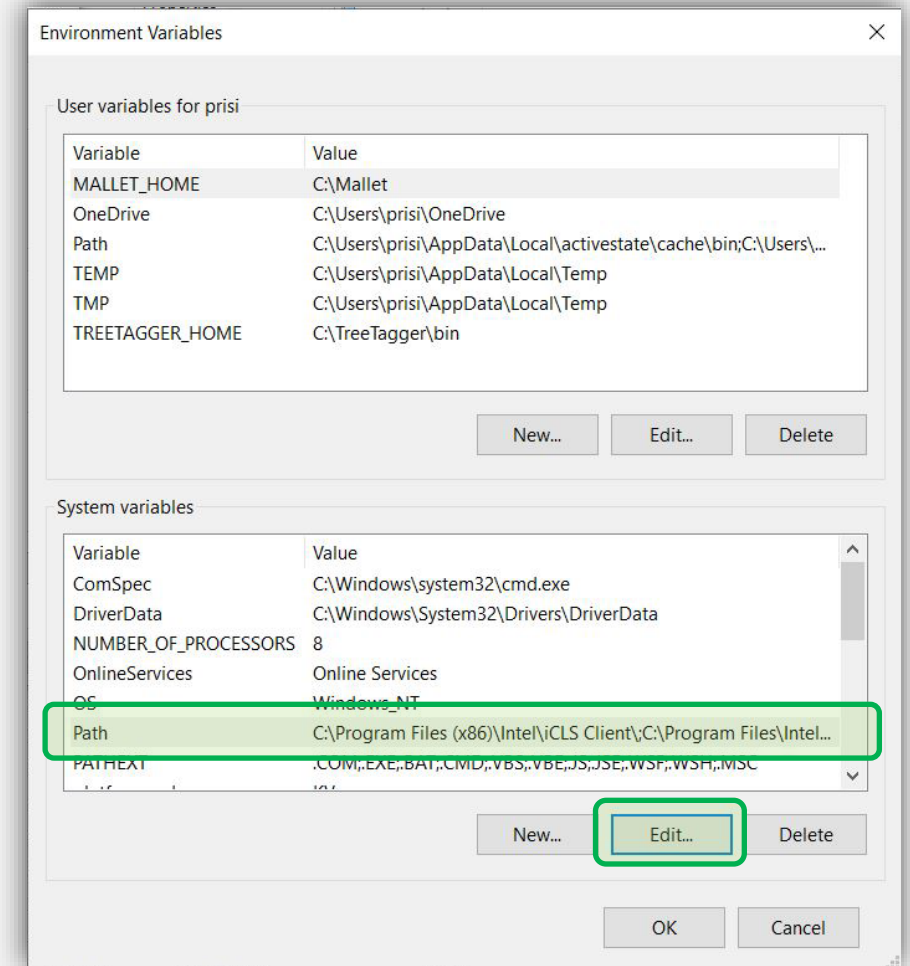 Environment Variables
User variables for prisi
Variable Value
MALLET_HOME C:\Mallet
OneDrive C:\Users\prisi\OneDrive
Path C:\Users\prisi\AppData\Local\activestate\cache\bin;C:\Users\...
TEMP C:\Users\prisi\AppData\Local\Temp
TMP C:\Users\prisi\AppData\Local\Temp
TREETAGGER_HOME C:\TreeTagger\bin
New... Edit... Delete
System variables
Variable Value
ComSpec C:\Windows\system32\cmd.exe
DriverData C:\Windows\System32\Drivers\DriverData
NUMBER_OF_PROCESSORS 8
OnlineServices Online Services
OS Windows_NT
Path C:\Program Files (x86)\Intel\iCLS Client\;C:\Program Files\Intel...
PATHEXT .COM;.EXE;.BAT;.CMD;.VBS;.VBE;.JS;.JSE;.WSF;.WSH;.MSC
New... Edit... Delete
OK Cancel